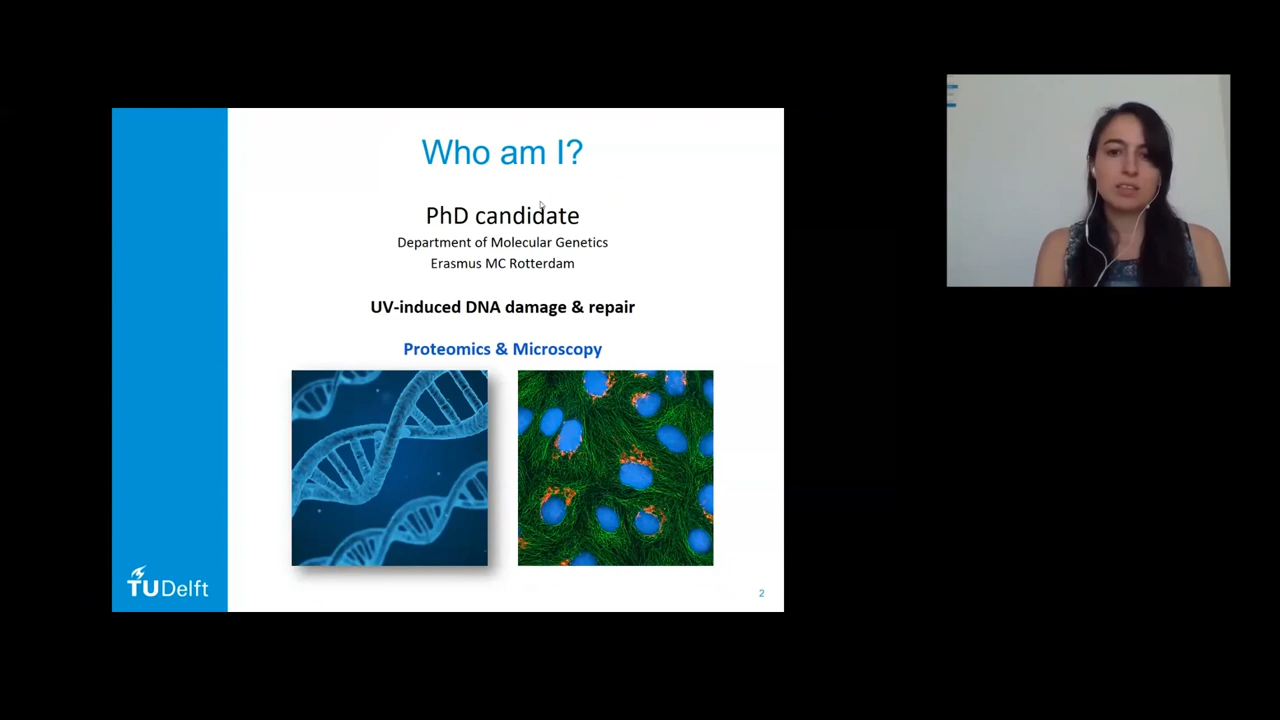 Who am I?
PhD candidate
Department of Molecular Genetics
Erasmus MC Rotterdam
UV-induced DNA damage & repair
Proteomics & Microscopy
TUDelft
2